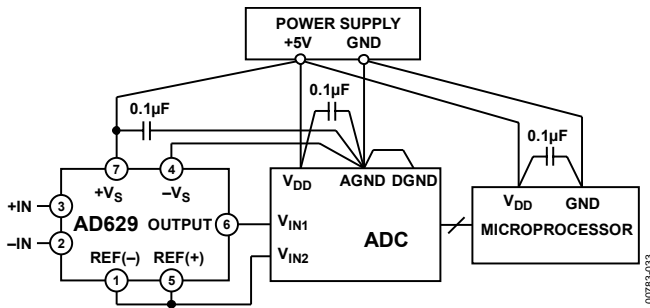 POWER SUPPLY
+5V GND
0.1µF
0.1µF
0.1µF
7 4
+VS –VS
VDD AGND DGND
VDD GND
+IN 3
AD629 OUTPUT 6
VIN1
ADC
MICROPROCESSOR
–IN 2
REF(–) REF(+)
VIN2
1 5
00783-033